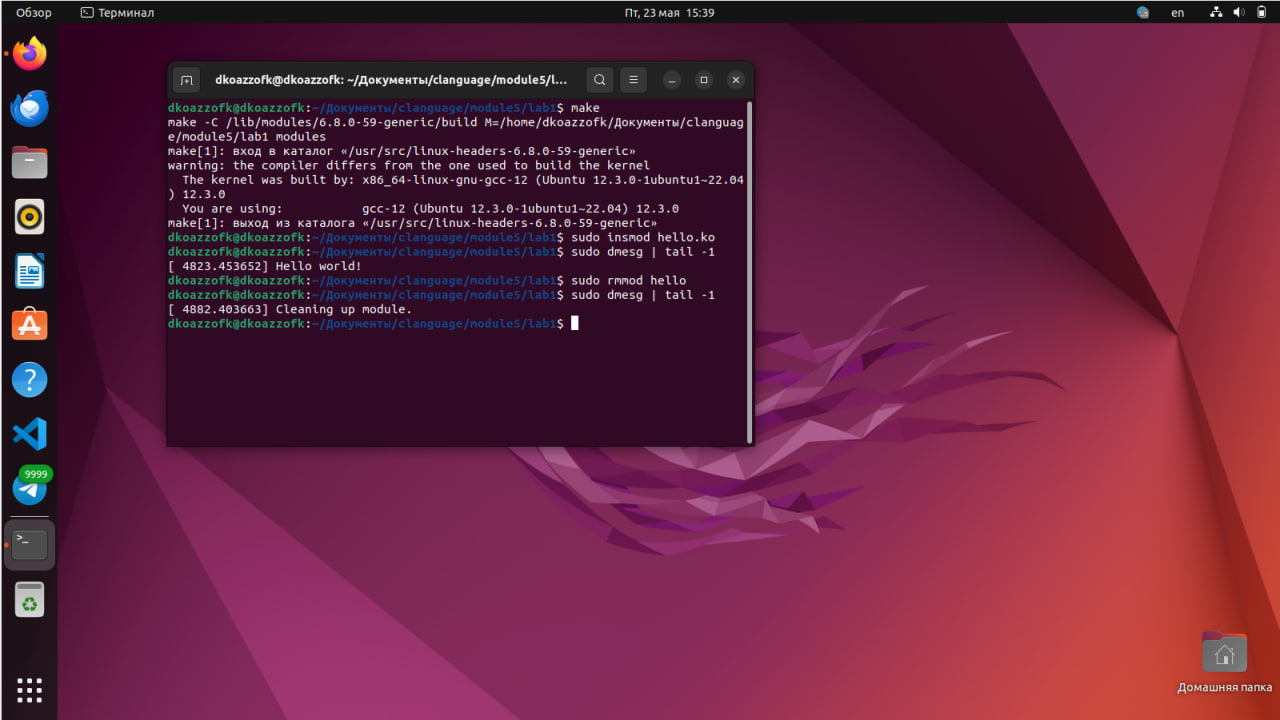 Обзор Терминал Пт, 23 мая 15:39 en
dkoazzofk@dkoazzofk: ~/Документы/clanguage/module5/l...
dkoazzofk@dkoazzofk:~/Документы/clanguage/module5/lab1$ make
make -C /lib/modules/6.8.0-59-generic/build M=/home/dkoazzofk/Документы/clanguag
e/module5/lab1 modules
make[1]: вход в каталог «/usr/src/linux-headers-6.8.0-59-generic»
warning: the compiler differs from the one used to build the kernel
  The kernel was built by: x86_64-linux-gnu-gcc-12 (Ubuntu 12.3.0-1ubuntu1~22.04
) 12.3.0
  You are using:           gcc-12 (Ubuntu 12.3.0-1ubuntu1~22.04) 12.3.0
make[1]: выход из каталога «/usr/src/linux-headers-6.8.0-59-generic»
dkoazzofk@dkoazzofk:~/Документы/clanguage/module5/lab1$ sudo insmod hello.ko
dkoazzofk@dkoazzofk:~/Документы/clanguage/module5/lab1$ sudo dmesg | tail -1
[ 4823.453652] Hello world!
dkoazzofk@dkoazzofk:~/Документы/clanguage/module5/lab1$ sudo rmmod hello
dkoazzofk@dkoazzofk:~/Документы/clanguage/module5/lab1$ sudo dmesg | tail -1
[ 4882.403663] Cleaning up module.
dkoazzofk@dkoazzofk:~/Документы/clanguage/module5/lab1$
9999
Домашняя папка